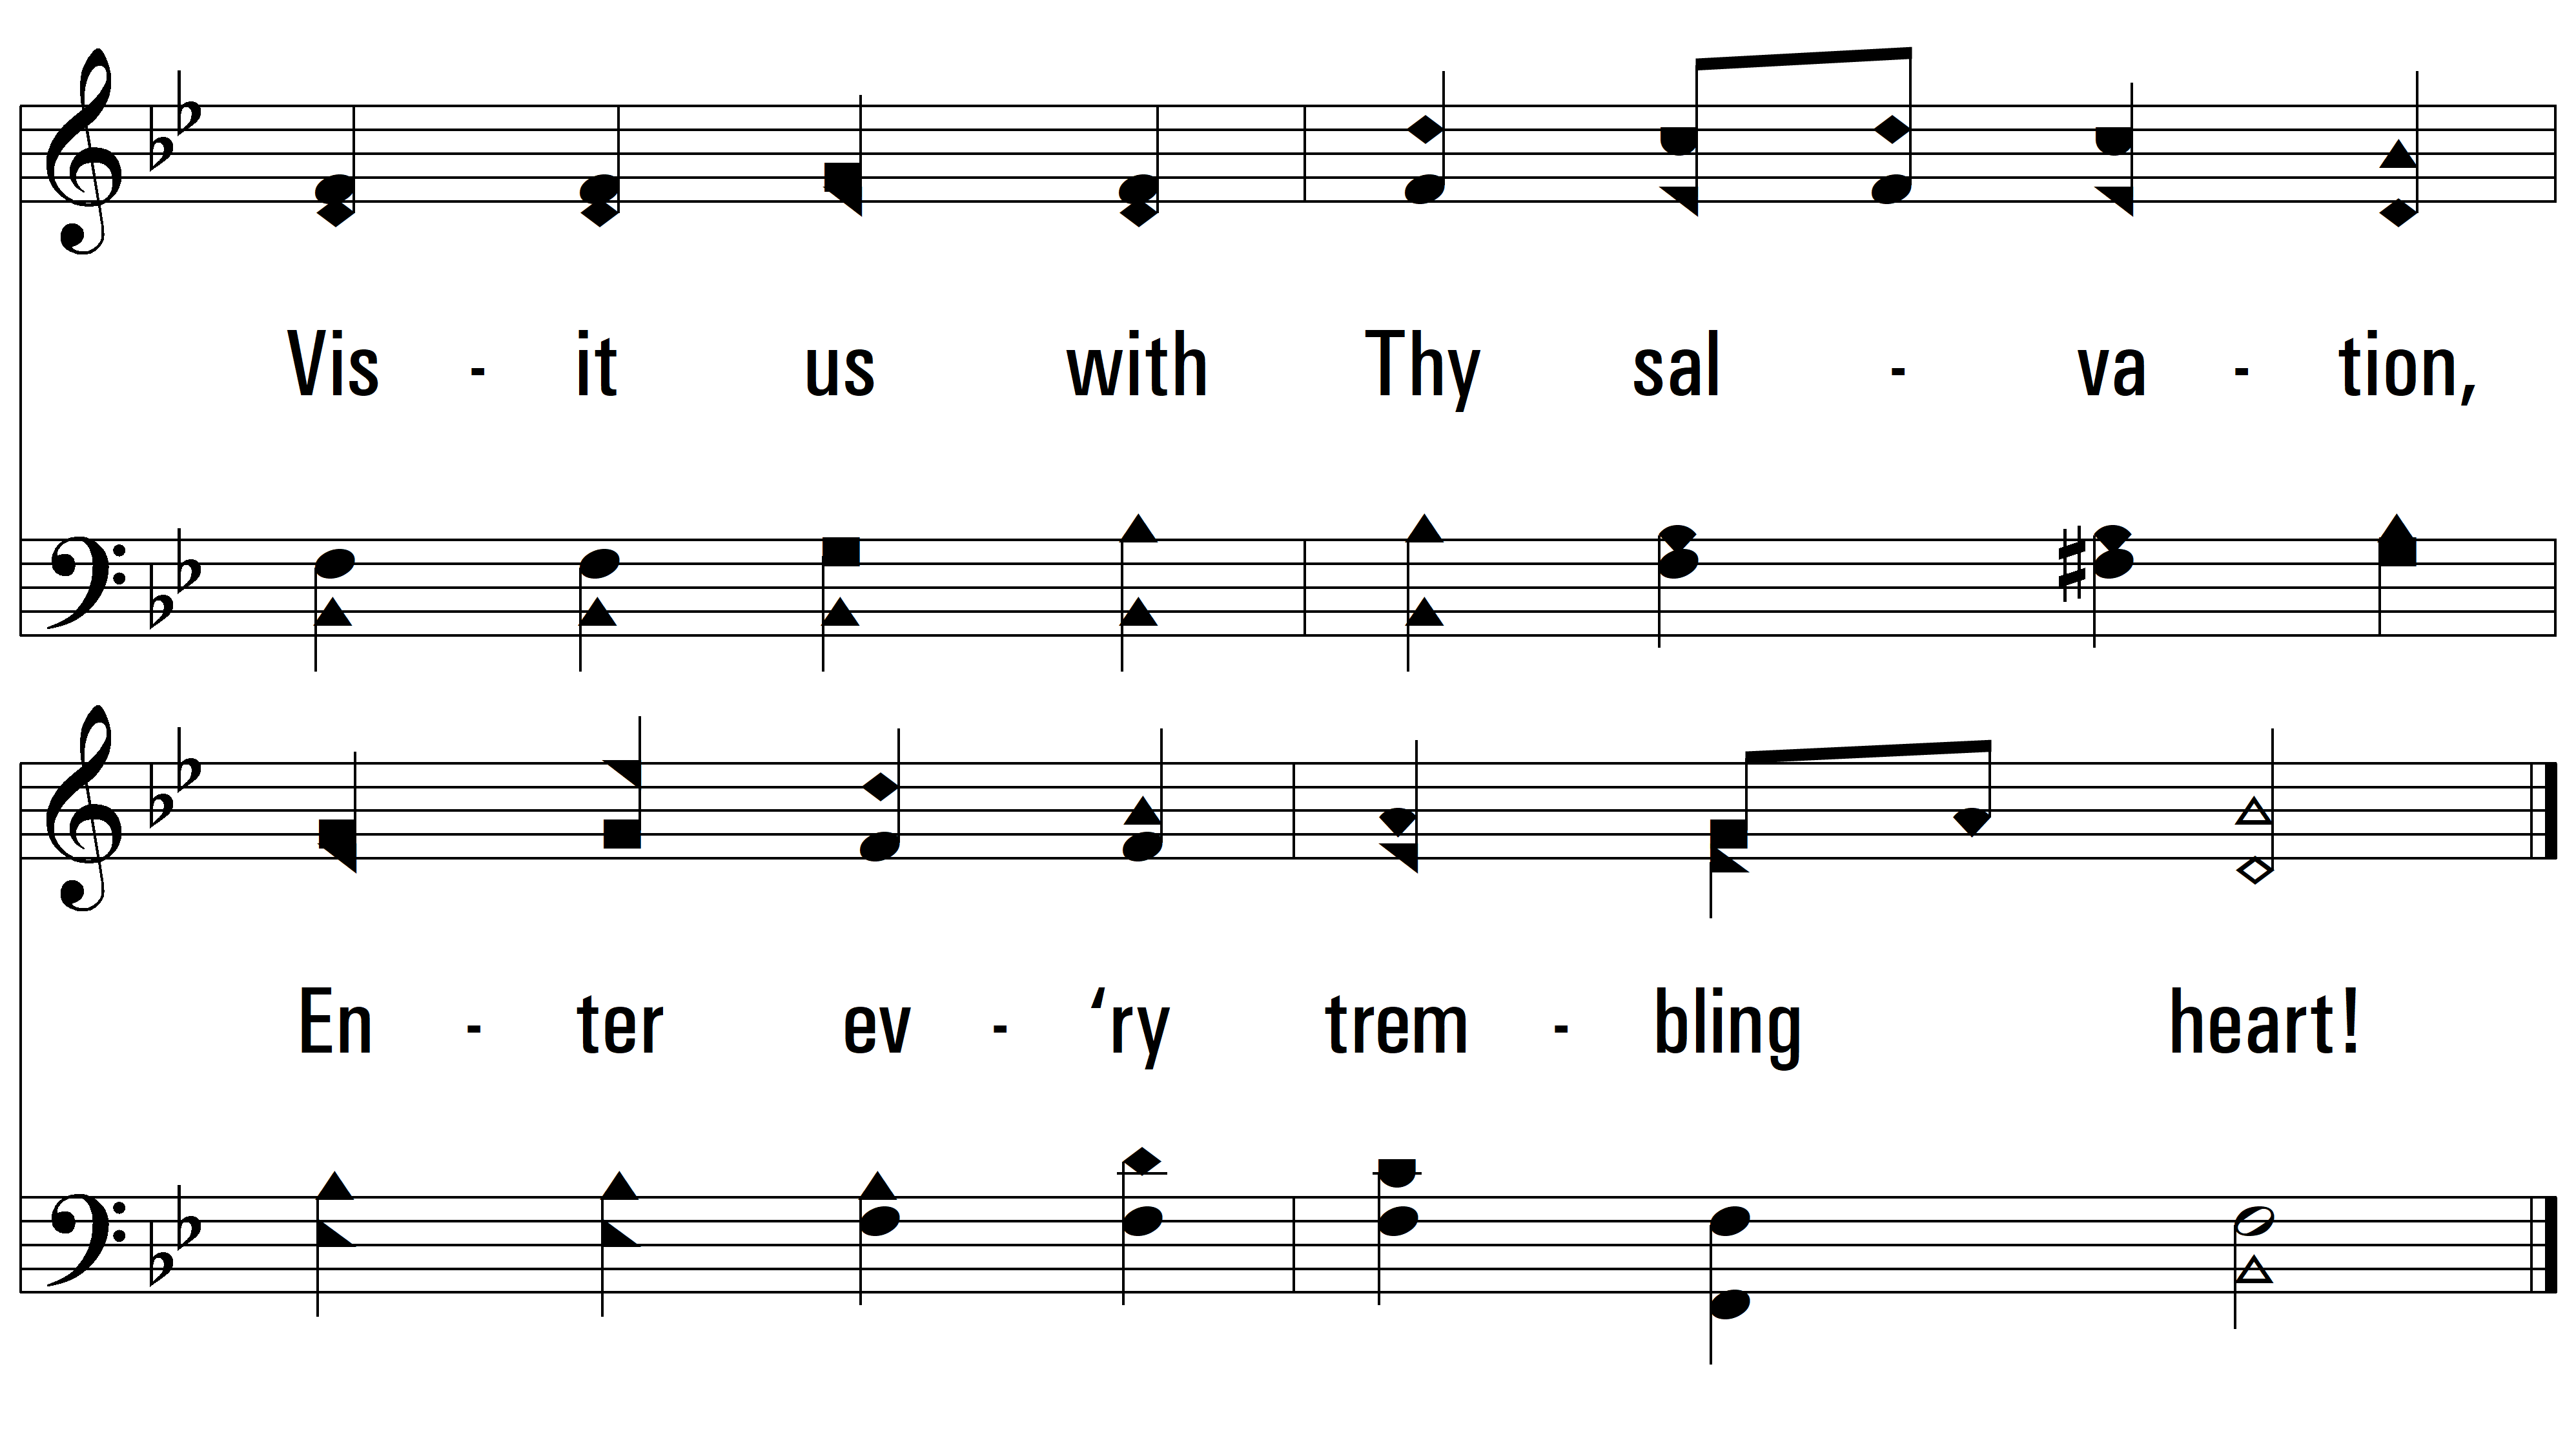 Vis - it us with Thy sal - va - tion,
En - ter ev - ‘ry trem - bling heart!